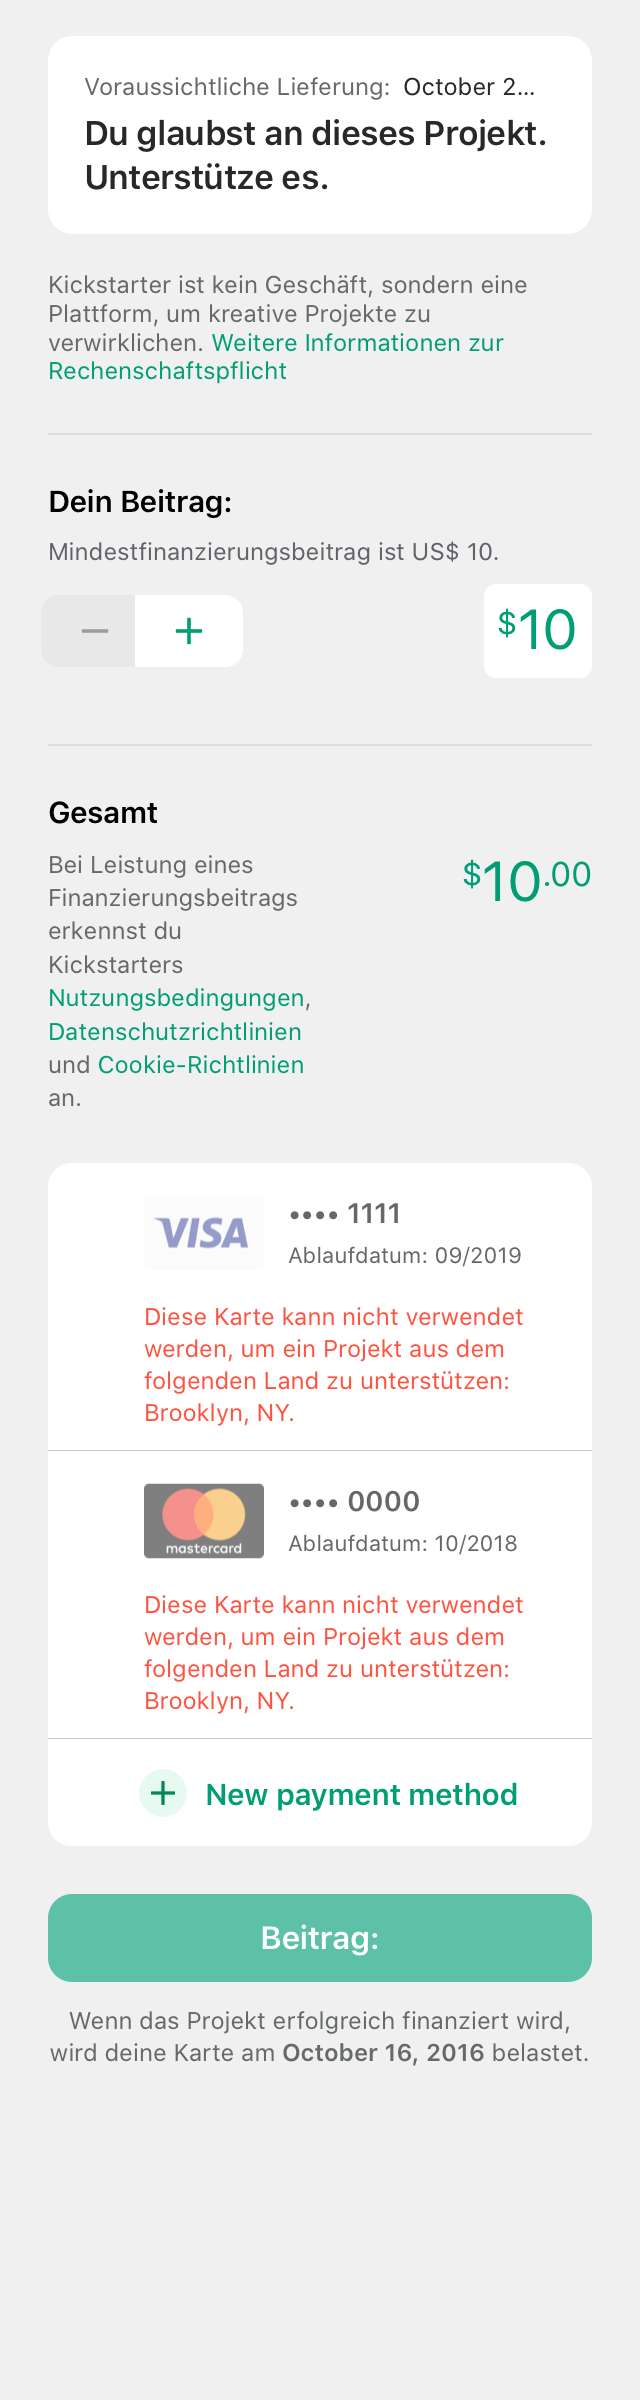 Voraussichtliche Lieferung: October 2...
Du glaubst an dieses Projekt.
Unterstütze es.
Kickstarter ist kein Geschäft, sondern eine
Plattform, um kreative Projekte zu
verwirklichen. Weitere Informationen zur
Rechenschaftspflicht
Dein Beitrag:
Mindestfinanzierungsbeitrag ist US$ 10.
− +
$10
Gesamt
Bei Leistung eines
Finanzierungsbeitrags
erkennst du
Kickstarters
Nutzungsbedingungen,
Datenschutzrichtlinien
und Cookie-Richtlinien
an.
$10.00
VISA
•••• 1111
Ablaufdatum: 09/2019
Diese Karte kann nicht verwendet
werden, um ein Projekt aus dem
folgenden Land zu unterstützen:
Brooklyn, NY.
mastercard
•••• 0000
Ablaufdatum: 10/2018
Diese Karte kann nicht verwendet
werden, um ein Projekt aus dem
folgenden Land zu unterstützen:
Brooklyn, NY.
+ New payment method
Beitrag:
Wenn das Projekt erfolgreich finanziert wird,
wird deine Karte am October 16, 2016 belastet.